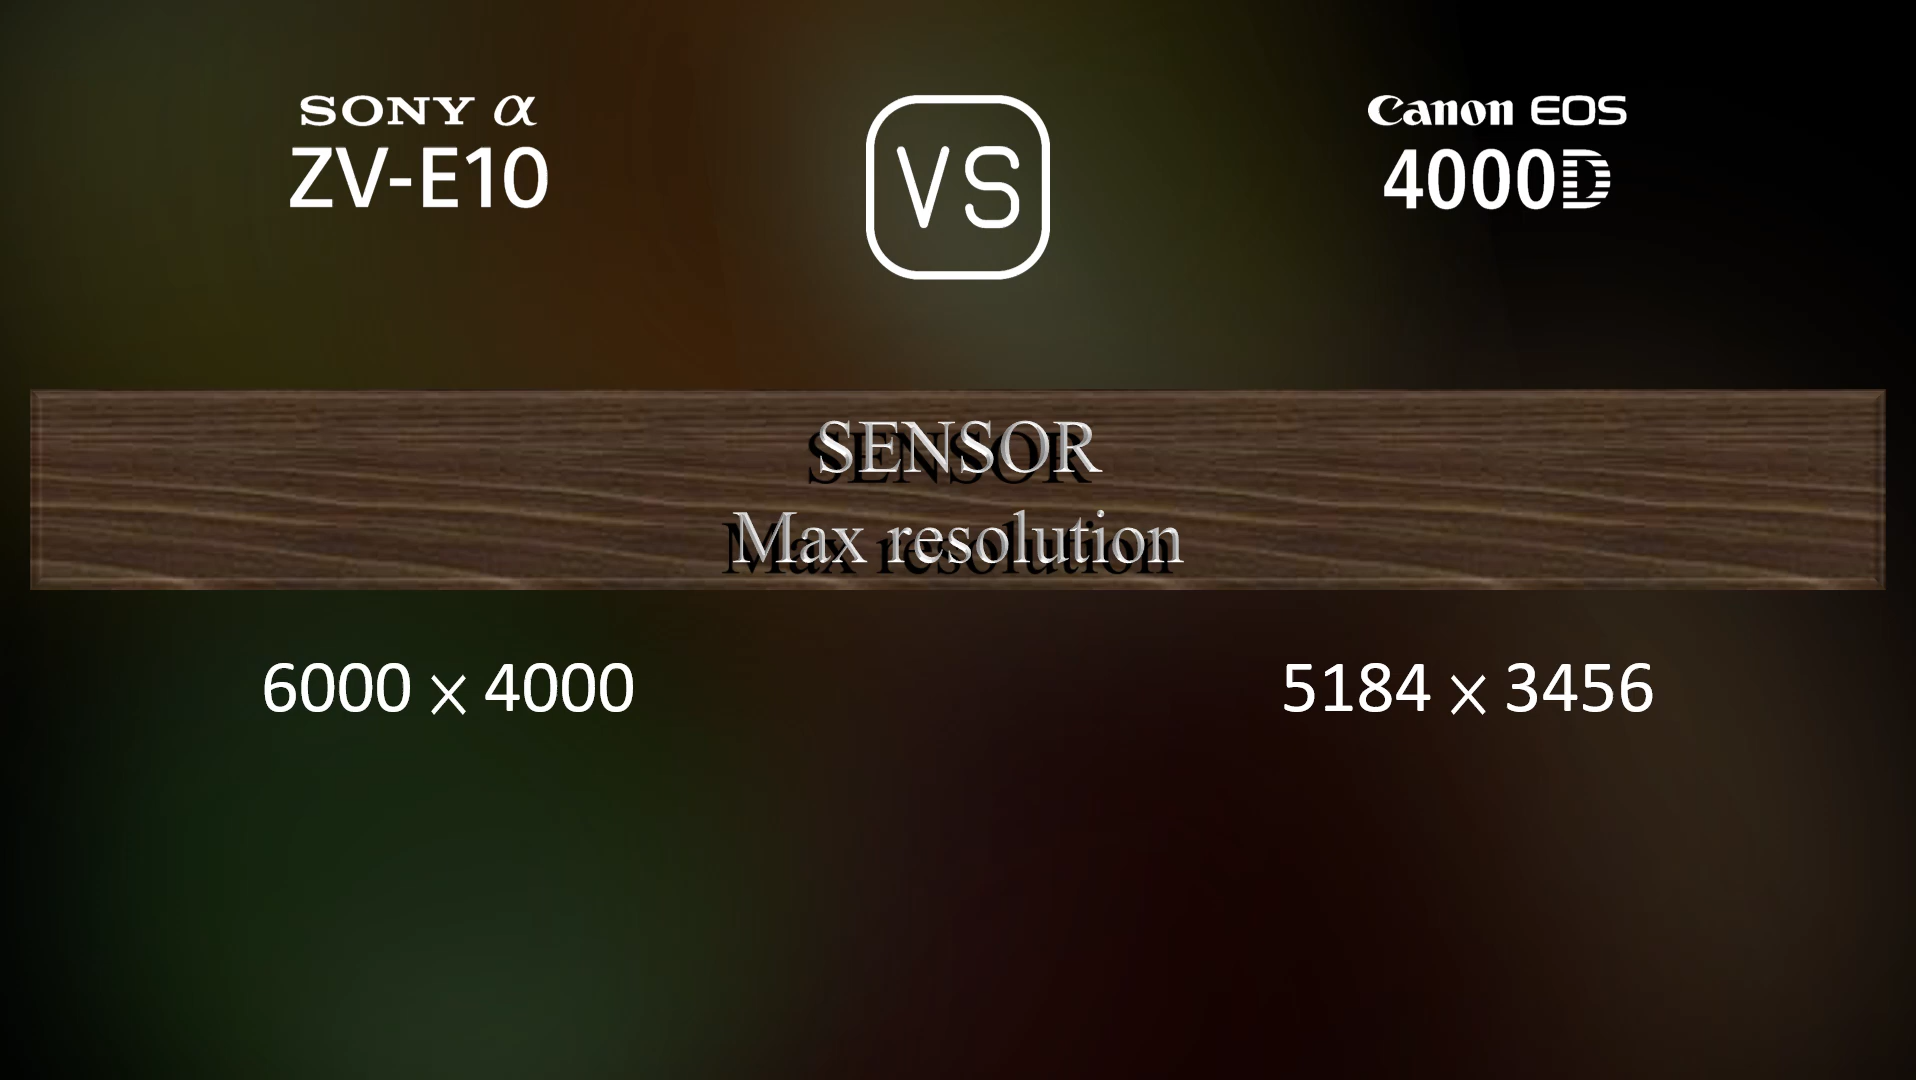 SONY α
ZV-E10
VS
Canon EOS
4000D
SENSOR
Max resolution
6000 x 4000
5184 x 3456